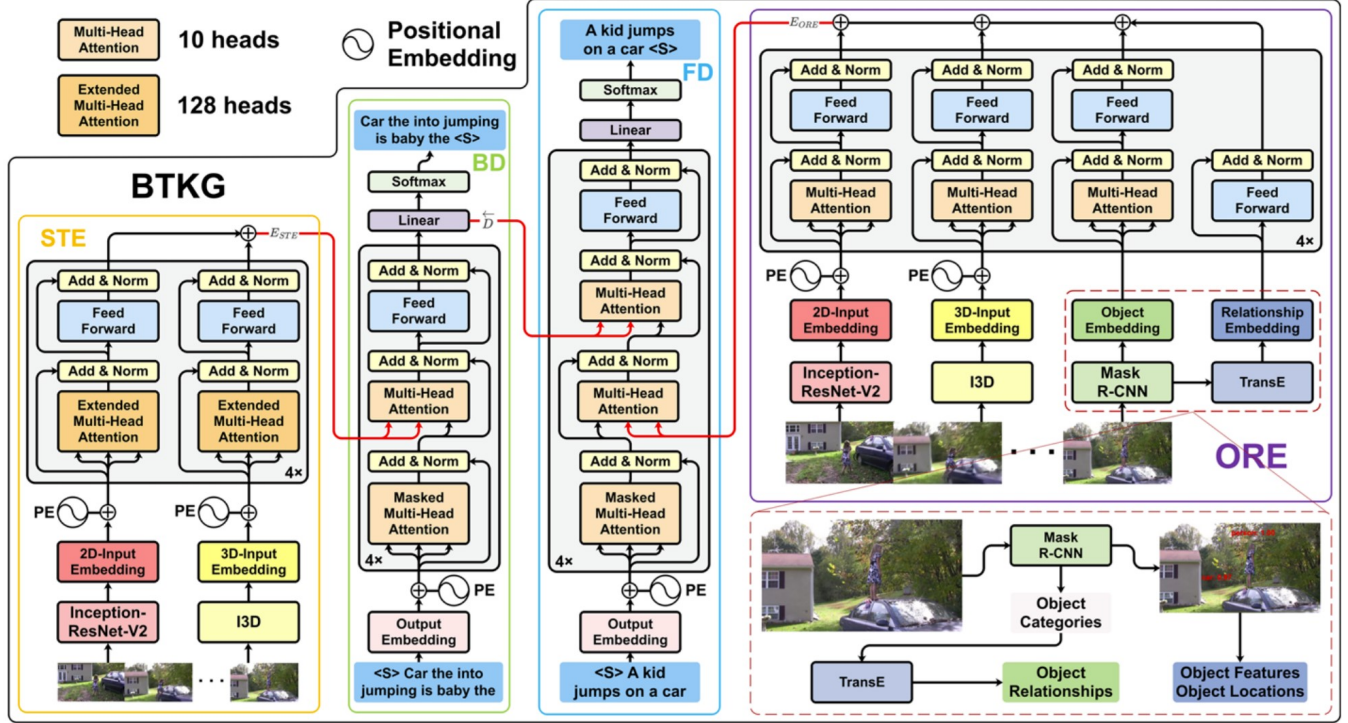 Multi-Head
Attention
10 heads
Extended
Multi-Head
Attention
128 heads
Positional
Embedding
BTKG
STE
E_STE
Add & Norm
Feed
Forward
Add & Norm
Extended
Multi-Head
Attention
Add & Norm
Feed
Forward
Add & Norm
Extended
Multi-Head
Attention
4×
PE
PE
2D-Input
Embedding
3D-Input
Embedding
Inception-
ResNet-V2
I3D
Car the into jumping
is baby the <S>
BD
Softmax
Linear
D
Add & Norm
Feed
Forward
Add & Norm
Multi-Head
Attention
Add & Norm
Masked
Multi-Head
Attention
4×
PE
Output
Embedding
<S> Car the into
jumping is baby the
A kid jumps
on a car <S>
FD
Softmax
Linear
Add & Norm
Feed
Forward
Add & Norm
Multi-Head
Attention
Add & Norm
Multi-Head
Attention
Add & Norm
Masked
Multi-Head
Attention
4×
PE
Output
Embedding
<S> A kid
jumps on a car
E_ORE
Add & Norm
Feed
Forward
Add & Norm
Multi-Head
Attention
Add & Norm
Feed
Forward
Add & Norm
Multi-Head
Attention
Add & Norm
Feed
Forward
Add & Norm
Multi-Head
Attention
Add & Norm
Feed
Forward
4×
PE
PE
2D-Input
Embedding
3D-Input
Embedding
Object
Embedding
Relationship
Embedding
Inception-
ResNet-V2
I3D
Mask
R-CNN
TransE
ORE
Mask
R-CNN
Object
Categories
TransE
Object
Relationships
Object Features
Object Locations